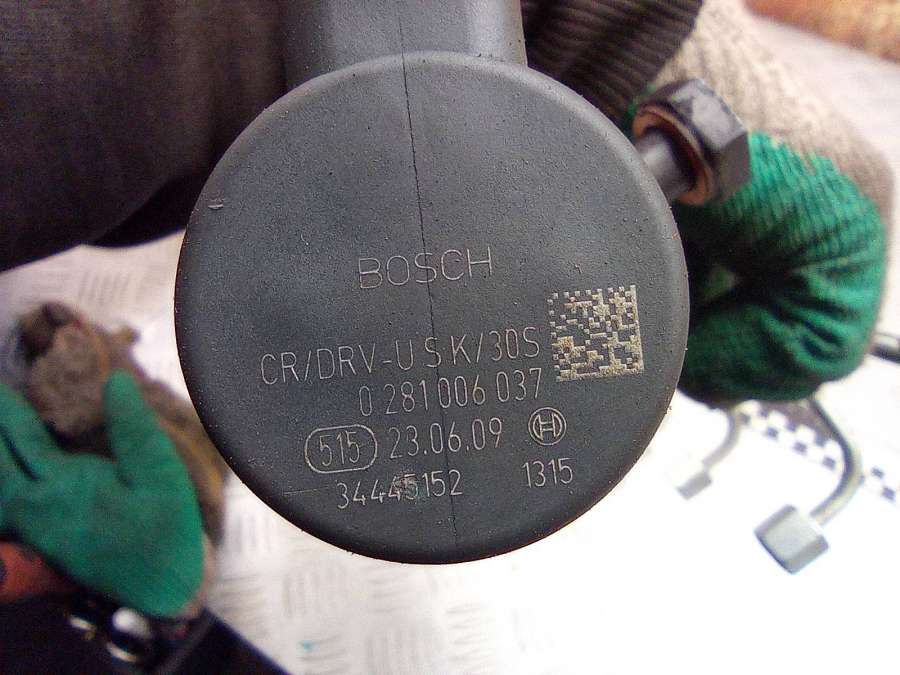 BOSCH
CR/DRV-U S K/30S
0 281 006 037
515 23.06.09
34445152 1315